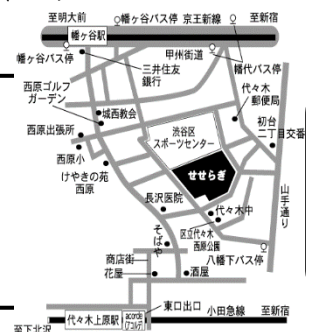 至明大前
幡ヶ谷バス停
京王新線
至新宿
幡ヶ谷駅
幡ヶ谷バス停
甲州街道
三井住友
銀行
幡代バス停
西原ゴルフ
ガーデン
代々木
郵便局
城西教会
渋谷区
スポーツセンター
初台
二丁目交番
西原出張所
西原小
せせらぎ
けやきの苑
西原
山手通り
長沢医院
代々木中
区立代々木
西原公園
そばや
八幡下バス停
商店街
花屋
酒屋
東口出口
代々木上原駅
acorde
(アコルデ)
小田急線
至新宿
至下北沢